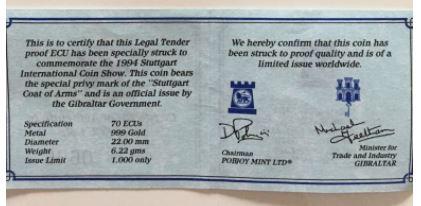 This is to certify that this Legal Tender
proof ECU has been specially struck to
commemorate the 1994 Stuttgart
International Coin Show. This coin bears
the special privy mark of the "Stuttgart
Coat of Arms" and is an official issue by
the Gibraltar Government.
Specification 70 ECUs
Metal 999 Gold
Diameter 22.00 mm
Weight 6.22 gms
Issue Limit 1.000 only
We hereby confirm that this coin has
been struck to proof quality and is of a
limited issue worldwide.
Chairman
POBJOY MINT LTD®
Michael
Minister for
Trade and Industry
GIBRALTAR